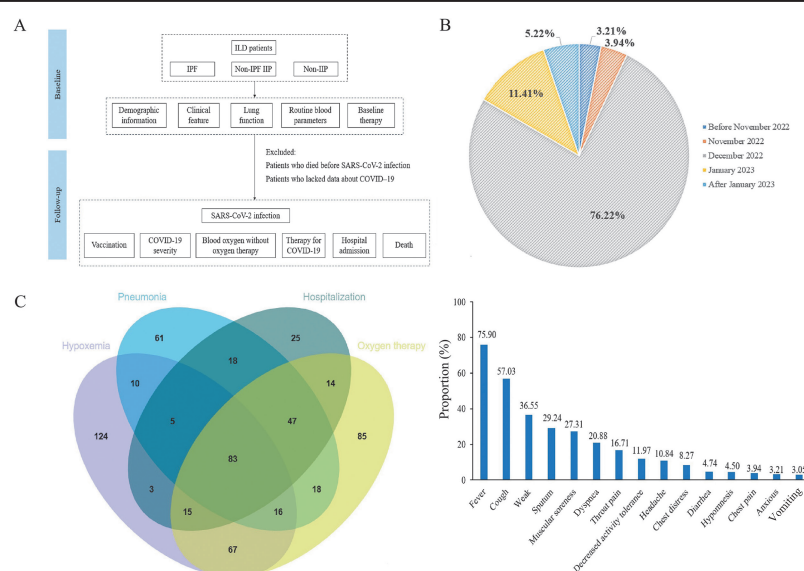 A
Baseline
Follow-up
ILD patients
IPF
Non-IPF IIP
Non-IIP
Demographic
information
Clinical
feature
Lung
function
Routine blood
parameters
Baseline
therapy
Excluded:
Patients who died before SARS-CoV-2 infection
Patients who lacked data about COVID-19
SARS-CoV-2 infection
Vaccination
COVID-19
severity
Blood oxygen without
oxygen therapy
Therapy for
COVID-19
Hospital
admission
Death
B
5.22%
3.21%
3.94%
11.41%
76.22%
Before November 2022
November 2022
December 2022
January 2023
After January 2023
C
Pneumonia
Hospitalization
Hypoxemia
Oxygen therapy
61
25
10
18
14
124
5
47
85
83
3
18
15
16
67
Proportion (%)
100
80
60
40
20
0
75.90
57.03
36.55
29.24
27.31
20.88
16.71
11.97
10.84
8.27
4.74
4.50
3.94
3.21
3.05
Fever
Cough
Weak
Sputum
Muscular soreness
Dyspnea
Throat pain
Decreased activity tolerance
Headache
Chest distress
Diarrhea
Hypomnesis
Chest pain
Anxious
Vomiting